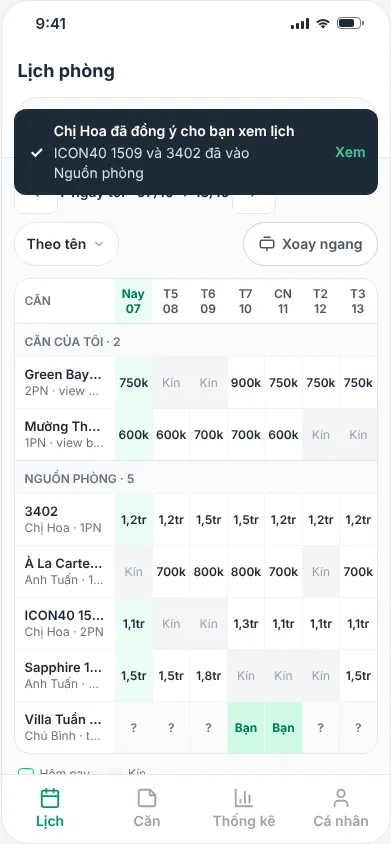 9:41
Lịch phòng
Chị Hoa đã đồng ý cho bạn xem lịch
ICON40 1509 và 3402 đã vào
Nguồn phòng
Xem
Theo tên
Xoay ngang
CĂN Nay 07 T5 08 T6 09 T7 10 CN 11 T2 12 T3 13
CĂN CỦA TÔI · 2
Green Bay... 750k Kín Kín 900k 750k 750k 750k
2PN · view ...
Mường Th... 600k 600k 700k 700k 600k Kín Kín
1PN · view b...
NGUỒN PHÒNG · 5
3402 1,2tr 1,2tr 1,5tr 1,5tr 1,2tr 1,2tr 1,2tr
Chị Hoa · 1PN
À La Carte... Kín 700k 800k 800k 700k Kín 700k
Anh Tuấn · 1...
ICON40 15... 1,1tr Kín Kín 1,3tr 1,1tr 1,1tr 1,1tr
Chị Hoa · 2PN
Sapphire 1... 1,5tr 1,5tr 1,8tr Kín Kín Kín 1,5tr
Anh Tuấn · ...
Villa Tuần ... ? ? ? Bạn Bạn ? ?
Chú Bình · t...
Hôm nay Kín
Lịch Căn Thống kê Cá nhân